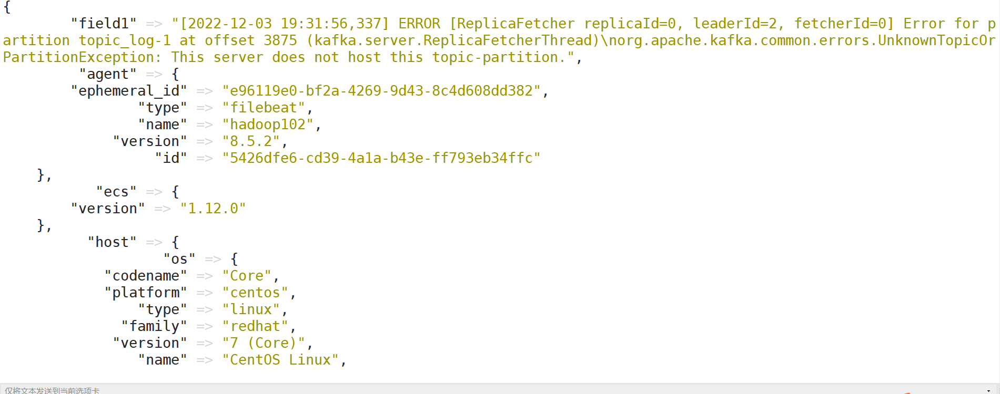 {
"field1" => "[2022-12-03 19:31:56,337] ERROR [ReplicaFetcher replicaId=0, leaderId=2, fetcherId=0] Error for p
artition topic_log-1 at offset 3875 (kafka.server.ReplicaFetcherThread)\norg.apache.kafka.common.errors.UnknownTopicOr
PartitionException: This server does not host this topic-partition.",
"agent" => {
"ephemeral_id" => "e96119e0-bf2a-4269-9d43-8c4d608dd382",
"type" => "filebeat",
"name" => "hadoop102",
"version" => "8.5.2",
"id" => "5426dfe6-cd39-4a1a-b43e-ff793eb34ffc"
},
"ecs" => {
"version" => "1.12.0"
},
"host" => {
"os" => {
"codename" => "Core",
"platform" => "centos",
"type" => "linux",
"family" => "redhat",
"version" => "7 (Core)",
"name" => "CentOS Linux",
仅将文本发送到当前选项卡